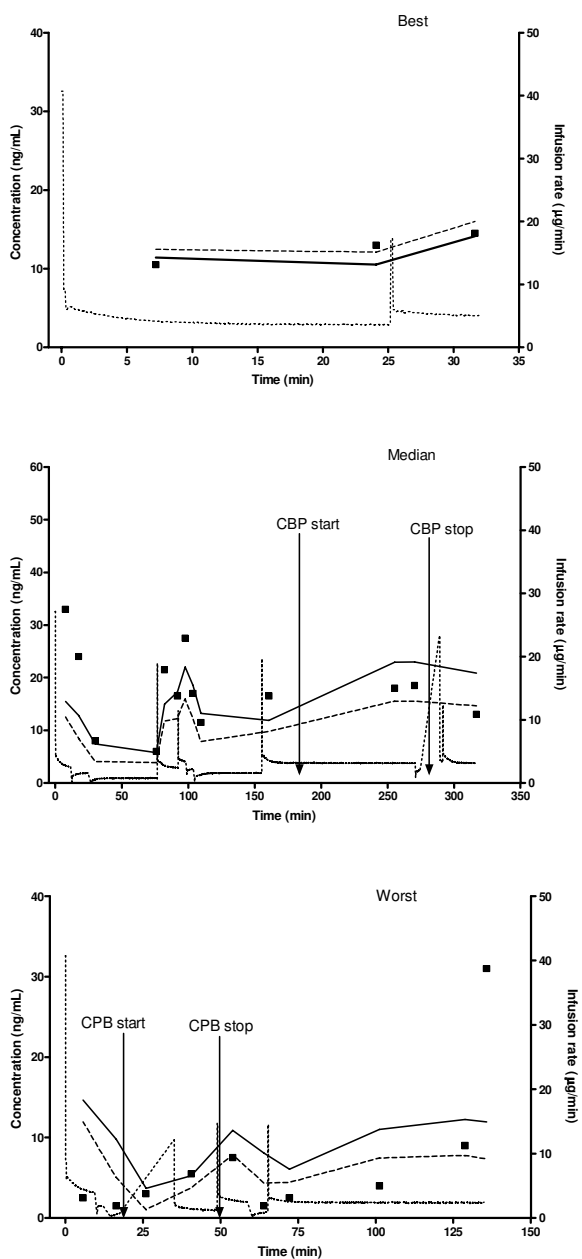 Best
40
30
20
10
0
Concentration (ng/mL)
50
40
30
20
10
0
Infusion rate (µg/min)
0 5 10 15 20 25 30 35
Time (min)
Median
CBP start
CBP stop
60
50
40
30
20
10
0
Concentration (ng/mL)
50
40
30
20
10
0
Infusion rate (µg/min)
0 50 100 150 200 250 300 350
Time (min)
Worst
CPB start
CPB stop
40
30
20
10
0
Concentration (ng/mL)
50
40
30
20
10
0
Infusion rate (µg/min)
0 25 50 75 100 125 150
Time (min)